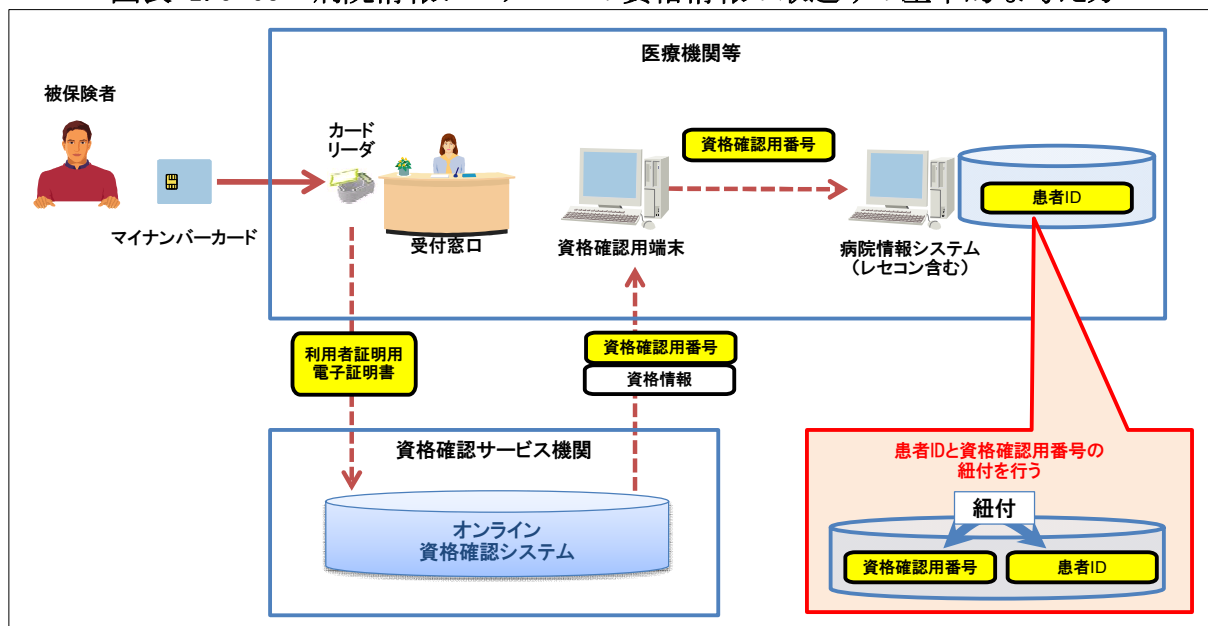 医療機関等
被保険者
マイナンバーカード
カード
リーダ
受付窓口
資格確認用端末
資格確認用番号
病院情報システム
(レセコン含む)
患者ID
利用者証明用
電子証明書
資格確認用番号
資格情報
資格確認サービス機関
オンライン
資格確認システム
患者IDと資格確認用番号の
紐付を行う
紐付
資格確認用番号
患者ID